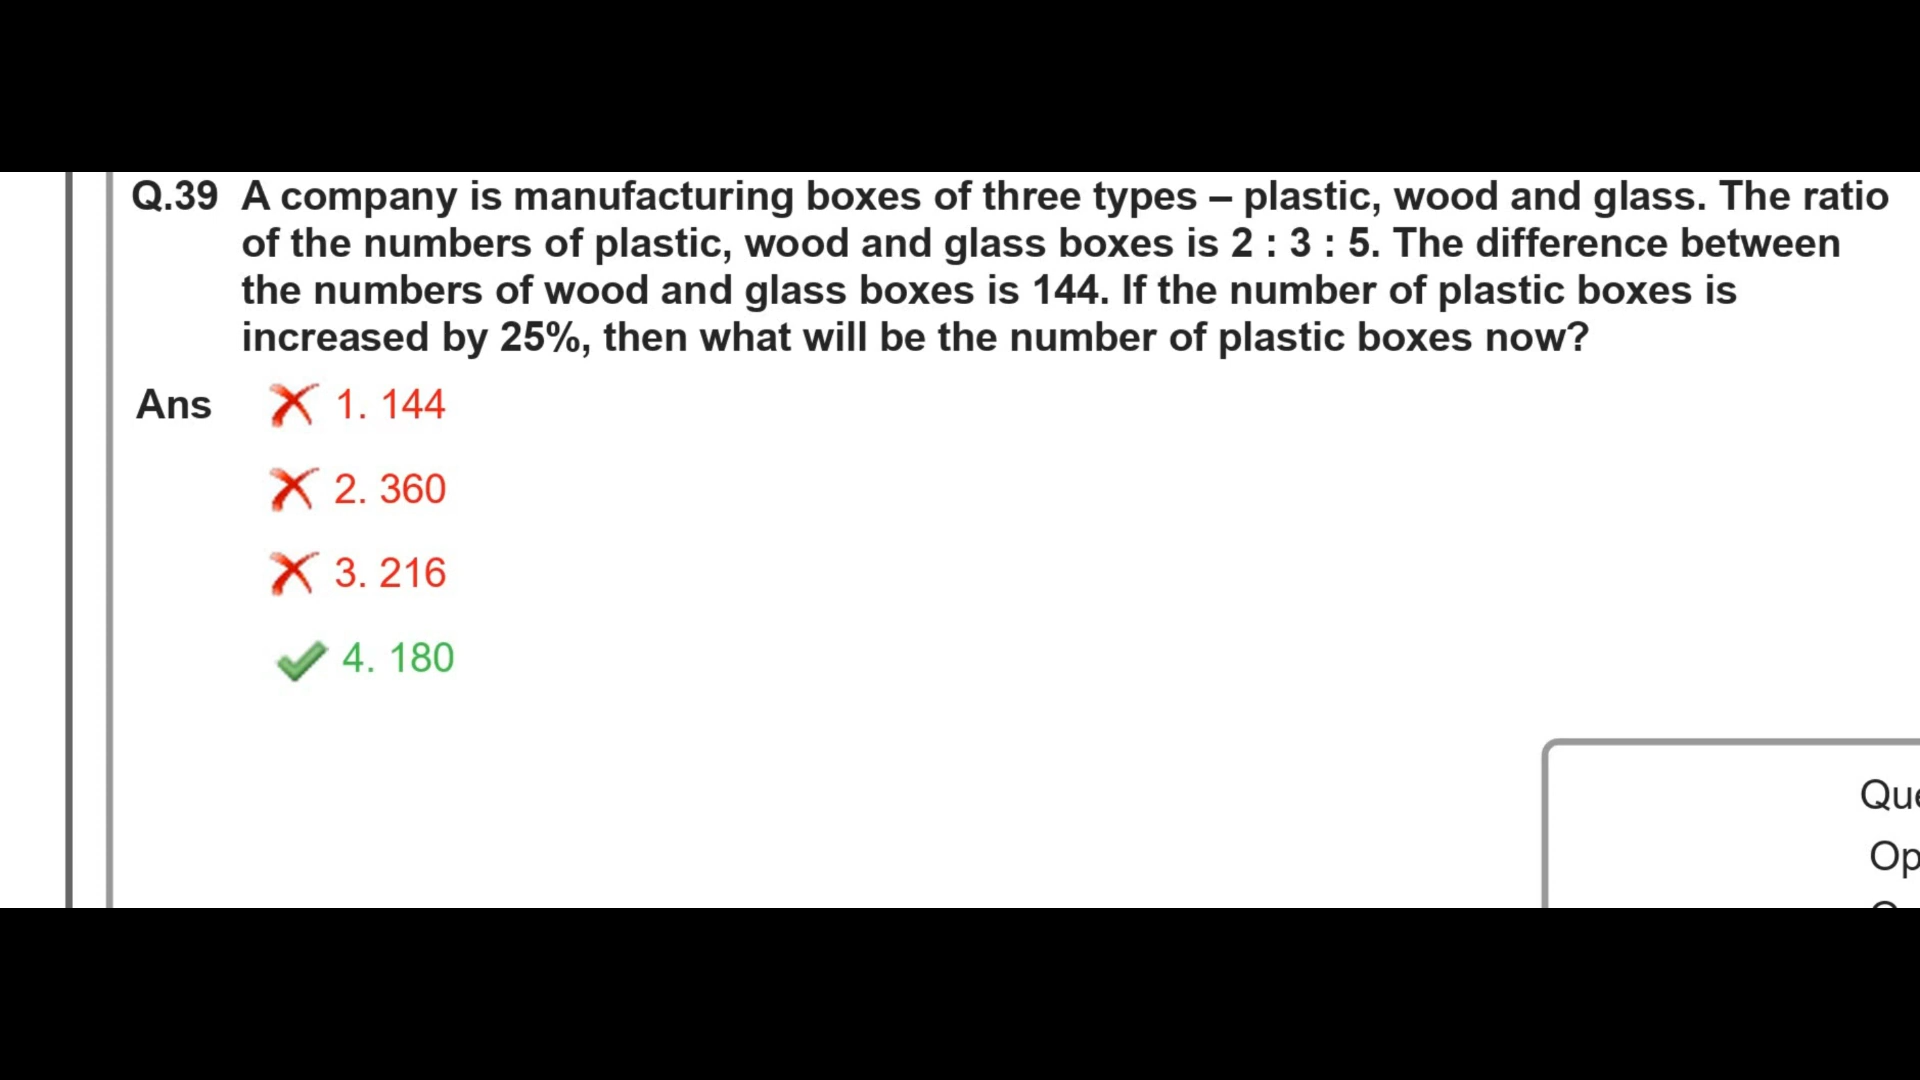 Q.39 A company is manufacturing boxes of three types – plastic, wood and glass. The ratio
of the numbers of plastic, wood and glass boxes is 2 : 3 : 5. The difference between
the numbers of wood and glass boxes is 144. If the number of plastic boxes is
increased by 25%, then what will be the number of plastic boxes now?
Ans 1. 144
2. 360
3. 216
4. 180